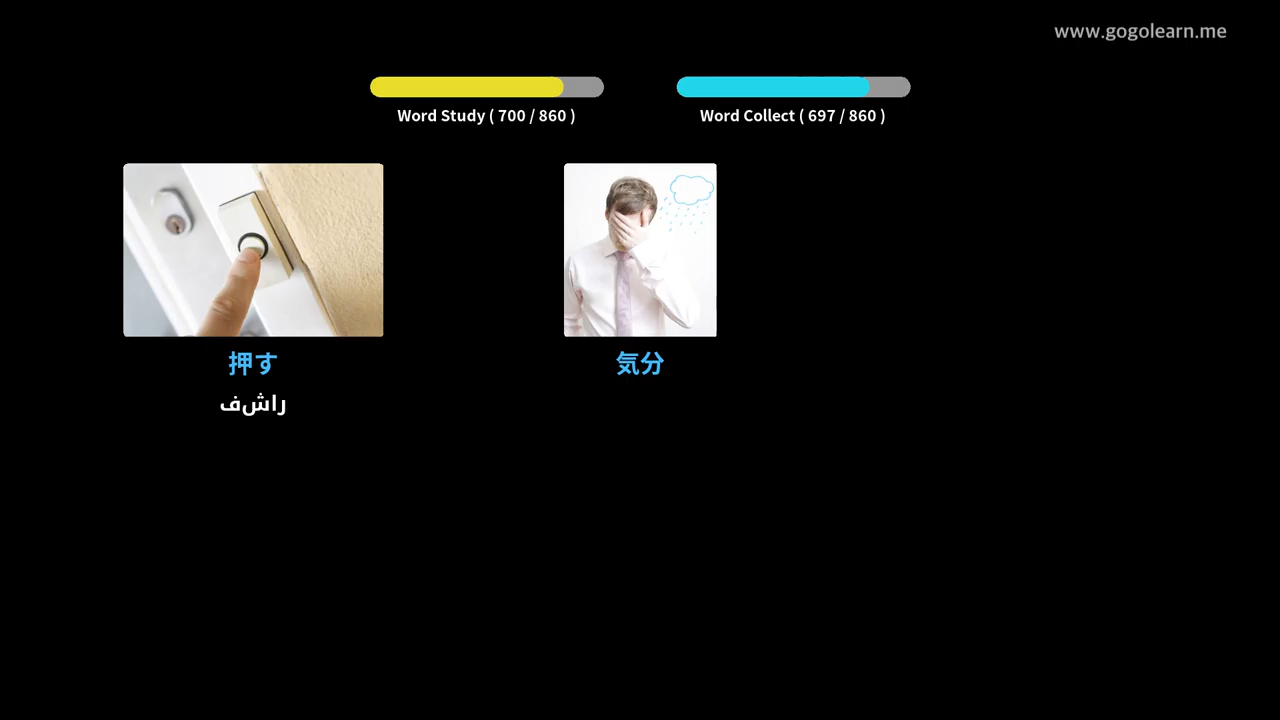 www.gogolearn.me
Word Study ( 700 / 860 )
Word Collect ( 697 / 860 )
押す
気分
راشف